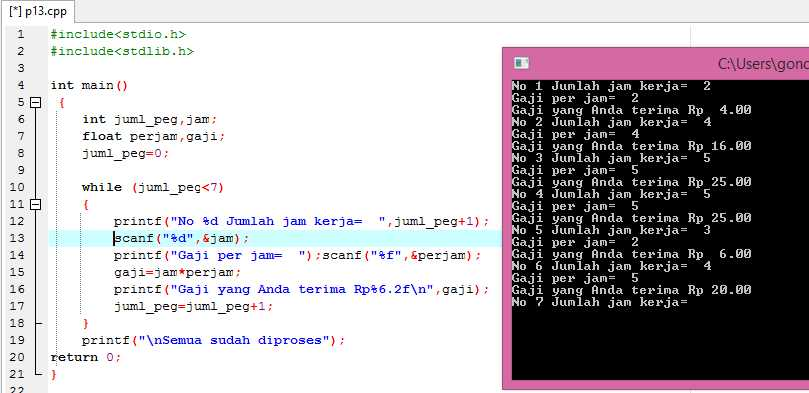 [*] p13.cpp
1 #include<stdio.h>
2 #include<stdlib.h>
3
4 int main()
5 {
6 int juml_peg,jam;
7 float perjam,gaji;
8 juml_peg=0;
9
10 while (juml_peg<7)
11 {
12 printf("No %d Jumlah jam kerja=  ",juml_peg+1);
13 scanf("%d",&jam);
14 printf("Gaji per jam=  ");scanf("%f",&perjam);
15 gaji=jam*perjam;
16 printf("Gaji yang Anda terima Rp%6.2f\n",gaji);
17 juml_peg=juml_peg+1;
18 }
19 printf("\nSemua sudah diproses");
20 return 0;
21 }
22
C:\Users\gonc
No 1 Jumlah jam kerja=  2
Gaji per jam=  2
Gaji yang Anda terima Rp  4.00
No 2 Jumlah jam kerja=  4
Gaji per jam=  4
Gaji yang Anda terima Rp 16.00
No 3 Jumlah jam kerja=  5
Gaji per jam=  5
Gaji yang Anda terima Rp 25.00
No 4 Jumlah jam kerja=  5
Gaji per jam=  5
Gaji yang Anda terima Rp 25.00
No 5 Jumlah jam kerja=  3
Gaji per jam=  2
Gaji yang Anda terima Rp  6.00
No 6 Jumlah jam kerja=  4
Gaji per jam=  5
Gaji yang Anda terima Rp 20.00
No 7 Jumlah jam kerja=